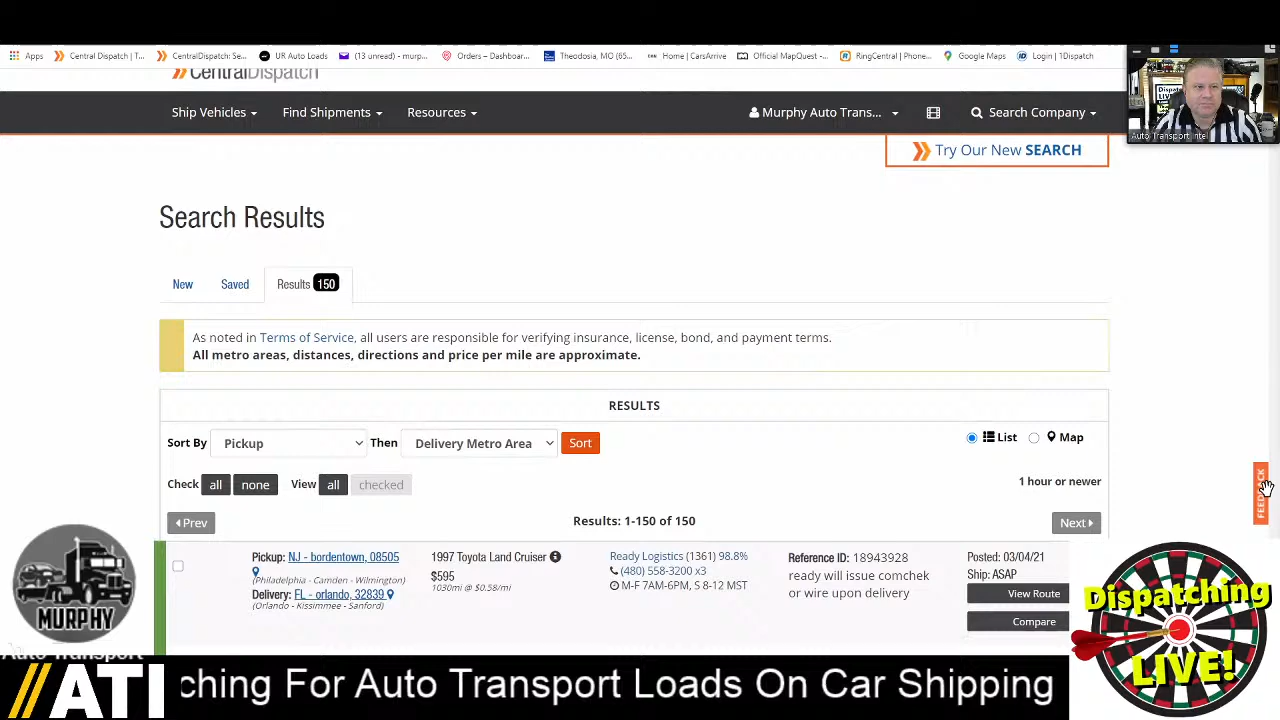 Apps
Central Dispatch | T...
CentralDispatch: Se...
UR Auto Loads
(13 unread) - murp...
Orders – Dashboar...
Theodosia, MO (65...
Home | CarsArrive
Official MapQuest -...
RingCentral | Phone...
Google Maps
Login | 1Dispatch
CentralDispatch
Ship Vehicles
Find Shipments
Resources
Murphy Auto Trans...
Search Company
Auto Transport Intel
Try Our New SEARCH
Search Results
New
Saved
Results 150
As noted in Terms of Service, all users are responsible for verifying insurance, license, bond, and payment terms.
All metro areas, distances, directions and price per mile are approximate.
RESULTS
Sort By Pickup Then Delivery Metro Area Sort
List Map
Check all none View all checked
1 hour or newer
FEEDBACK
Prev
Results: 1-150 of 150
Next
Pickup: NJ - bordentown, 08505
(Philadelphia - Camden - Wilmington)
Delivery: FL - orlando, 32839
(Orlando - Kissimmee - Sanford)
1997 Toyota Land Cruiser
$595
1030mi @ $0.58/mi
Ready Logistics (1361) 98.8%
(480) 558-3200 x3
M-F 7AM-6PM, S 8-12 MST
Reference ID: 18943928
ready will issue comchek
or wire upon delivery
Posted: 03/04/21
Ship: ASAP
View Route
Compare
MURPHY
Auto Transport
Dispatching
LIVE!
//ATI
ching For Auto Transport Loads On Car Shipping